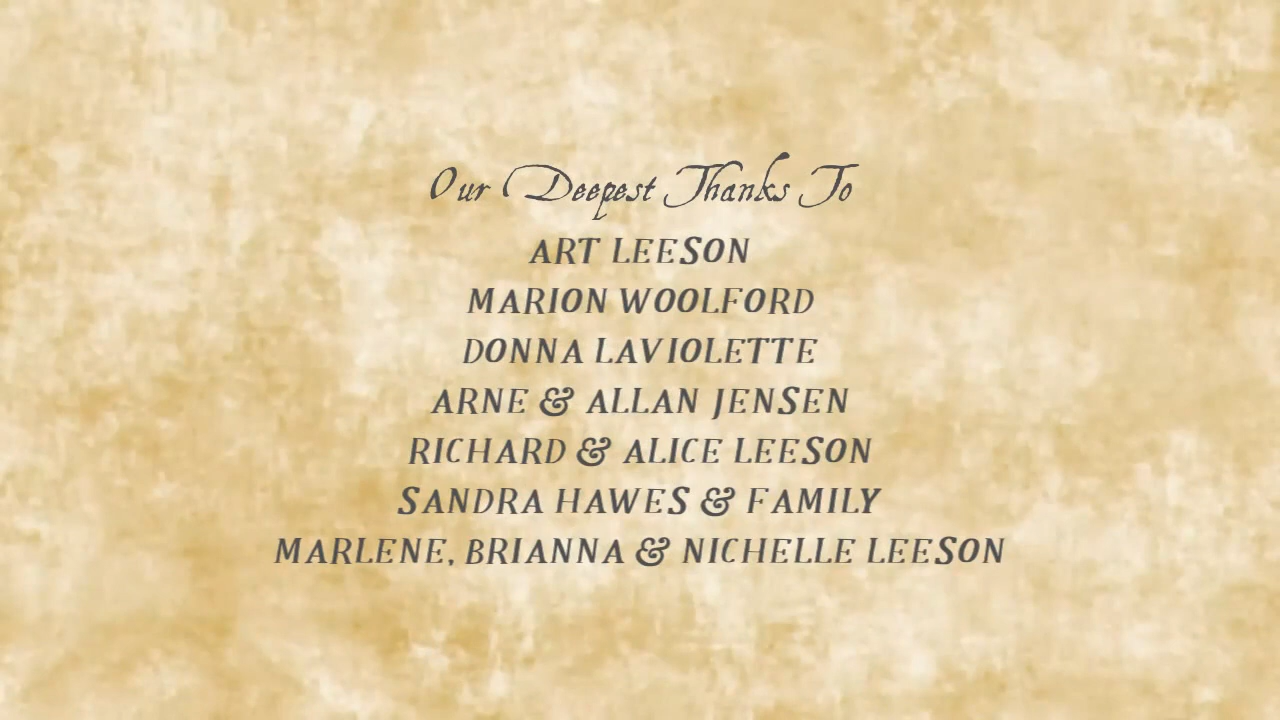 Our Deepest Thanks To
ART LEESON
MARION WOOLFORD
DONNA LAVIOLETTE
ARNE & ALLAN JENSEN
RICHARD & ALICE LEESON
SANDRA HAWES & FAMILY
MARLENE, BRIANNA & NICHELLE LEESON